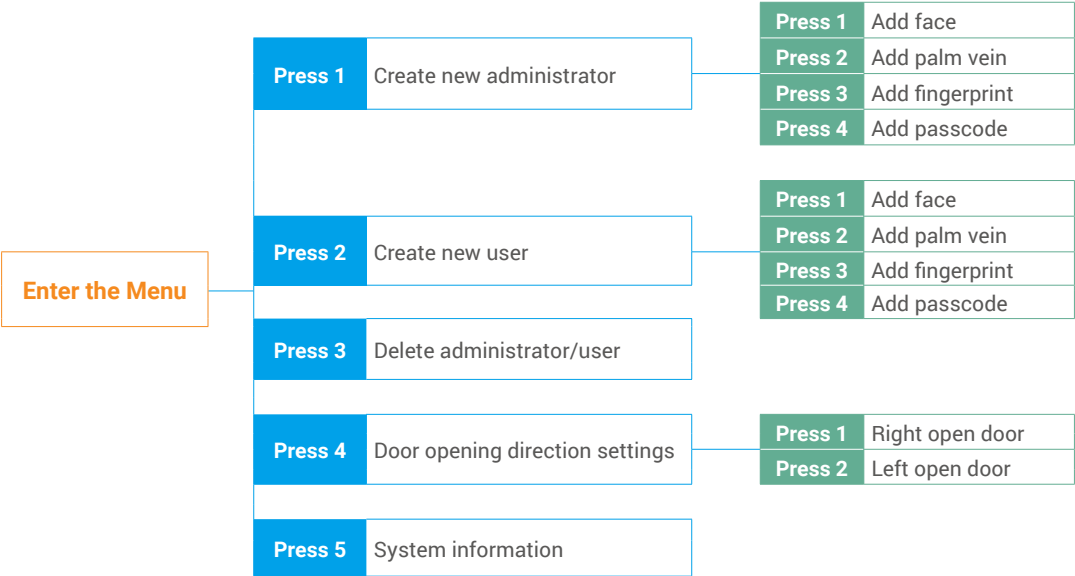 Enter the Menu
Press 1 Create new administrator
Press 1 Add face
Press 2 Add palm vein
Press 3 Add fingerprint
Press 4 Add passcode
Press 2 Create new user
Press 1 Add face
Press 2 Add palm vein
Press 3 Add fingerprint
Press 4 Add passcode
Press 3 Delete administrator/user
Press 4 Door opening direction settings
Press 1 Right open door
Press 2 Left open door
Press 5 System information